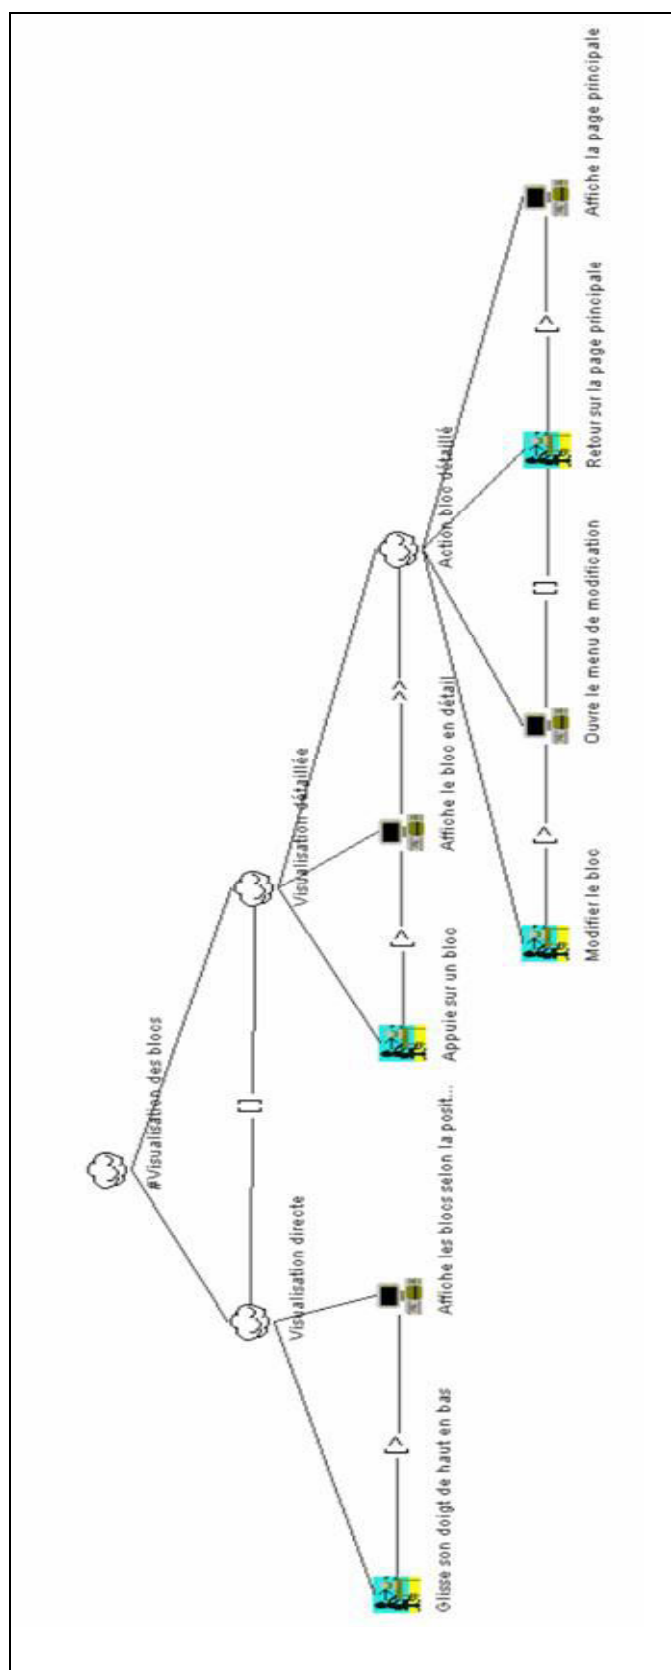 #Visualisation des blocs
Visualisation directe
[]
Visualisation détaillée
Glisse son doigt de haut en bas
[>
Affiche les blocs selon la posit...
Appuie sur un bloc
[>
Affiche le bloc en détail
>>
Action bloc détaillé
Modifier le bloc
[>
Ouvre le menu de modification
[]
Retour sur la page principale
[>
Affiche la page principale